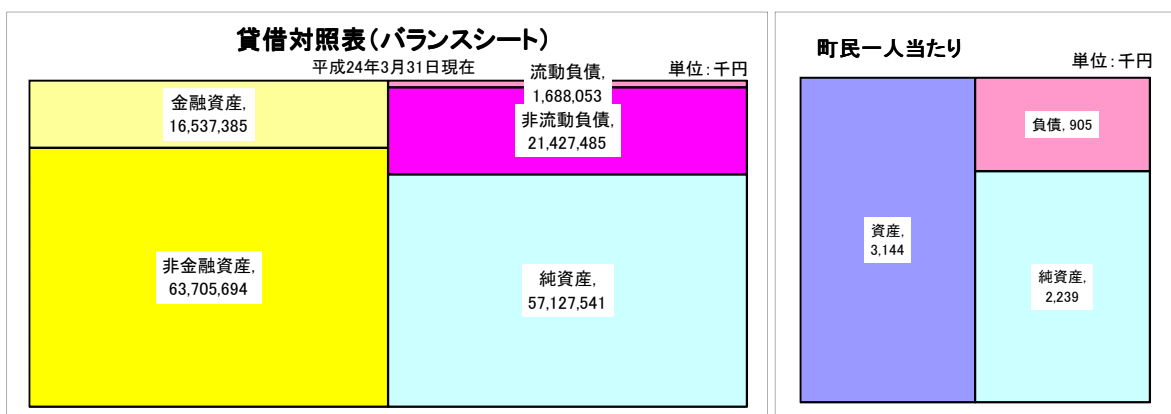 貸借対照表（バランスシート）
平成24年3月31日現在
単位：千円
金融資産,
16,537,385
非金融資産,
63,705,694
流動負債,
1,688,053
非流動負債,
21,427,485
純資産,
57,127,541
町民一人当たり
単位：千円
資産,
3,144
負債, 905
純資産,
2,239